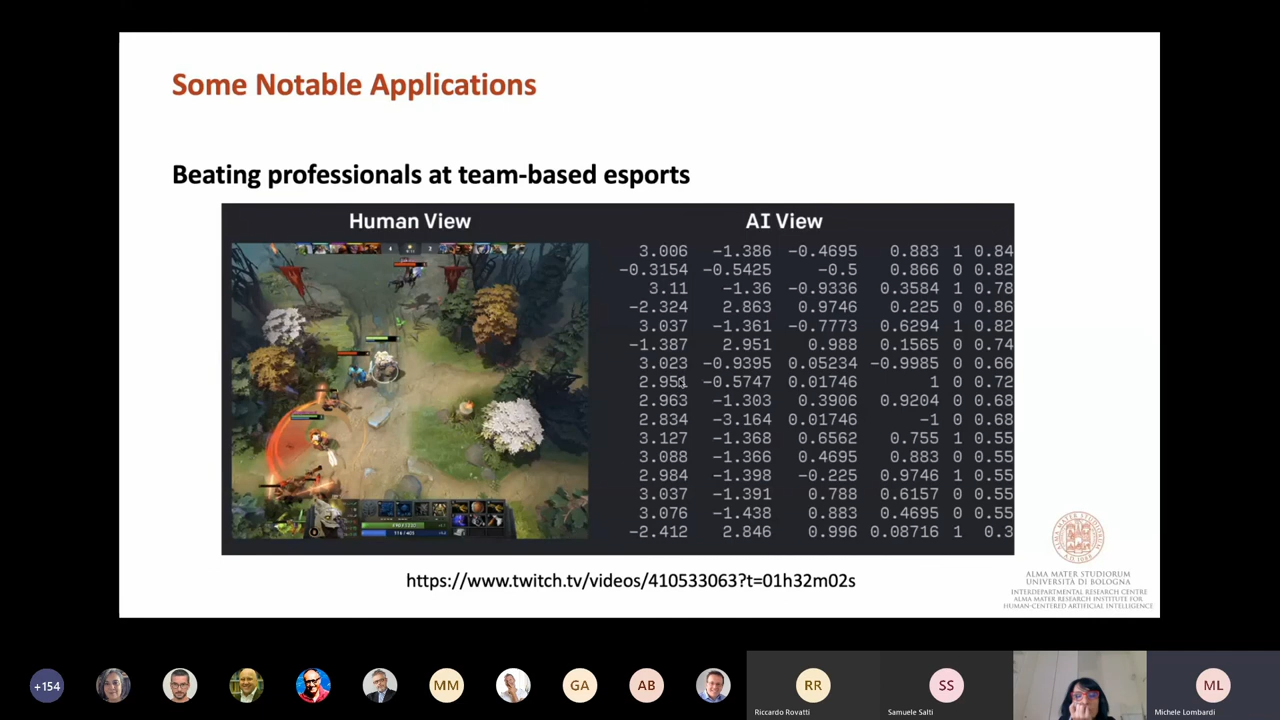 Some Notable Applications
Beating professionals at team-based esports
Human View
AI View
3.006 −1.386 −0.4695 0.883 1 0.84
−0.3154 −0.5425 −0.5 0.866 0 0.82
3.11 −1.36 −0.9336 0.3584 1 0.78
−2.324 2.863 0.9746 0.225 0 0.86
3.037 −1.361 −0.7773 0.6294 1 0.82
−1.387 2.951 0.988 0.1565 0 0.74
3.023 −0.9395 0.05234 −0.9985 0 0.66
2.951 −0.5747 0.01746 1 0 0.72
2.963 −1.303 0.3906 0.9204 0 0.68
2.834 −3.164 0.01746 −1 0 0.68
3.127 −1.368 0.6562 0.755 1 0.55
3.088 −1.366 0.4695 0.883 0 0.55
2.984 −1.398 −0.225 0.9746 1 0.55
3.037 −1.391 0.788 0.6157 0 0.55
3.076 −1.438 0.883 0.4695 0 0.55
−2.412 2.846 0.996 0.08716 1 0.3
https://www.twitch.tv/videos/410533063?t=01h32m02s
ALMA MATER STUDIORUM
UNIVERSITÀ DI BOLOGNA
INTERDEPARTMENTAL RESEARCH CENTRE
ALMA MATER RESEARCH INSTITUTE FOR
HUMAN-CENTERED ARTIFICIAL INTELLIGENCE
+154
MM
GA
AB
RR
SS
ML
Riccardo Rovatti
Samuele Salti
Michele Lombardi